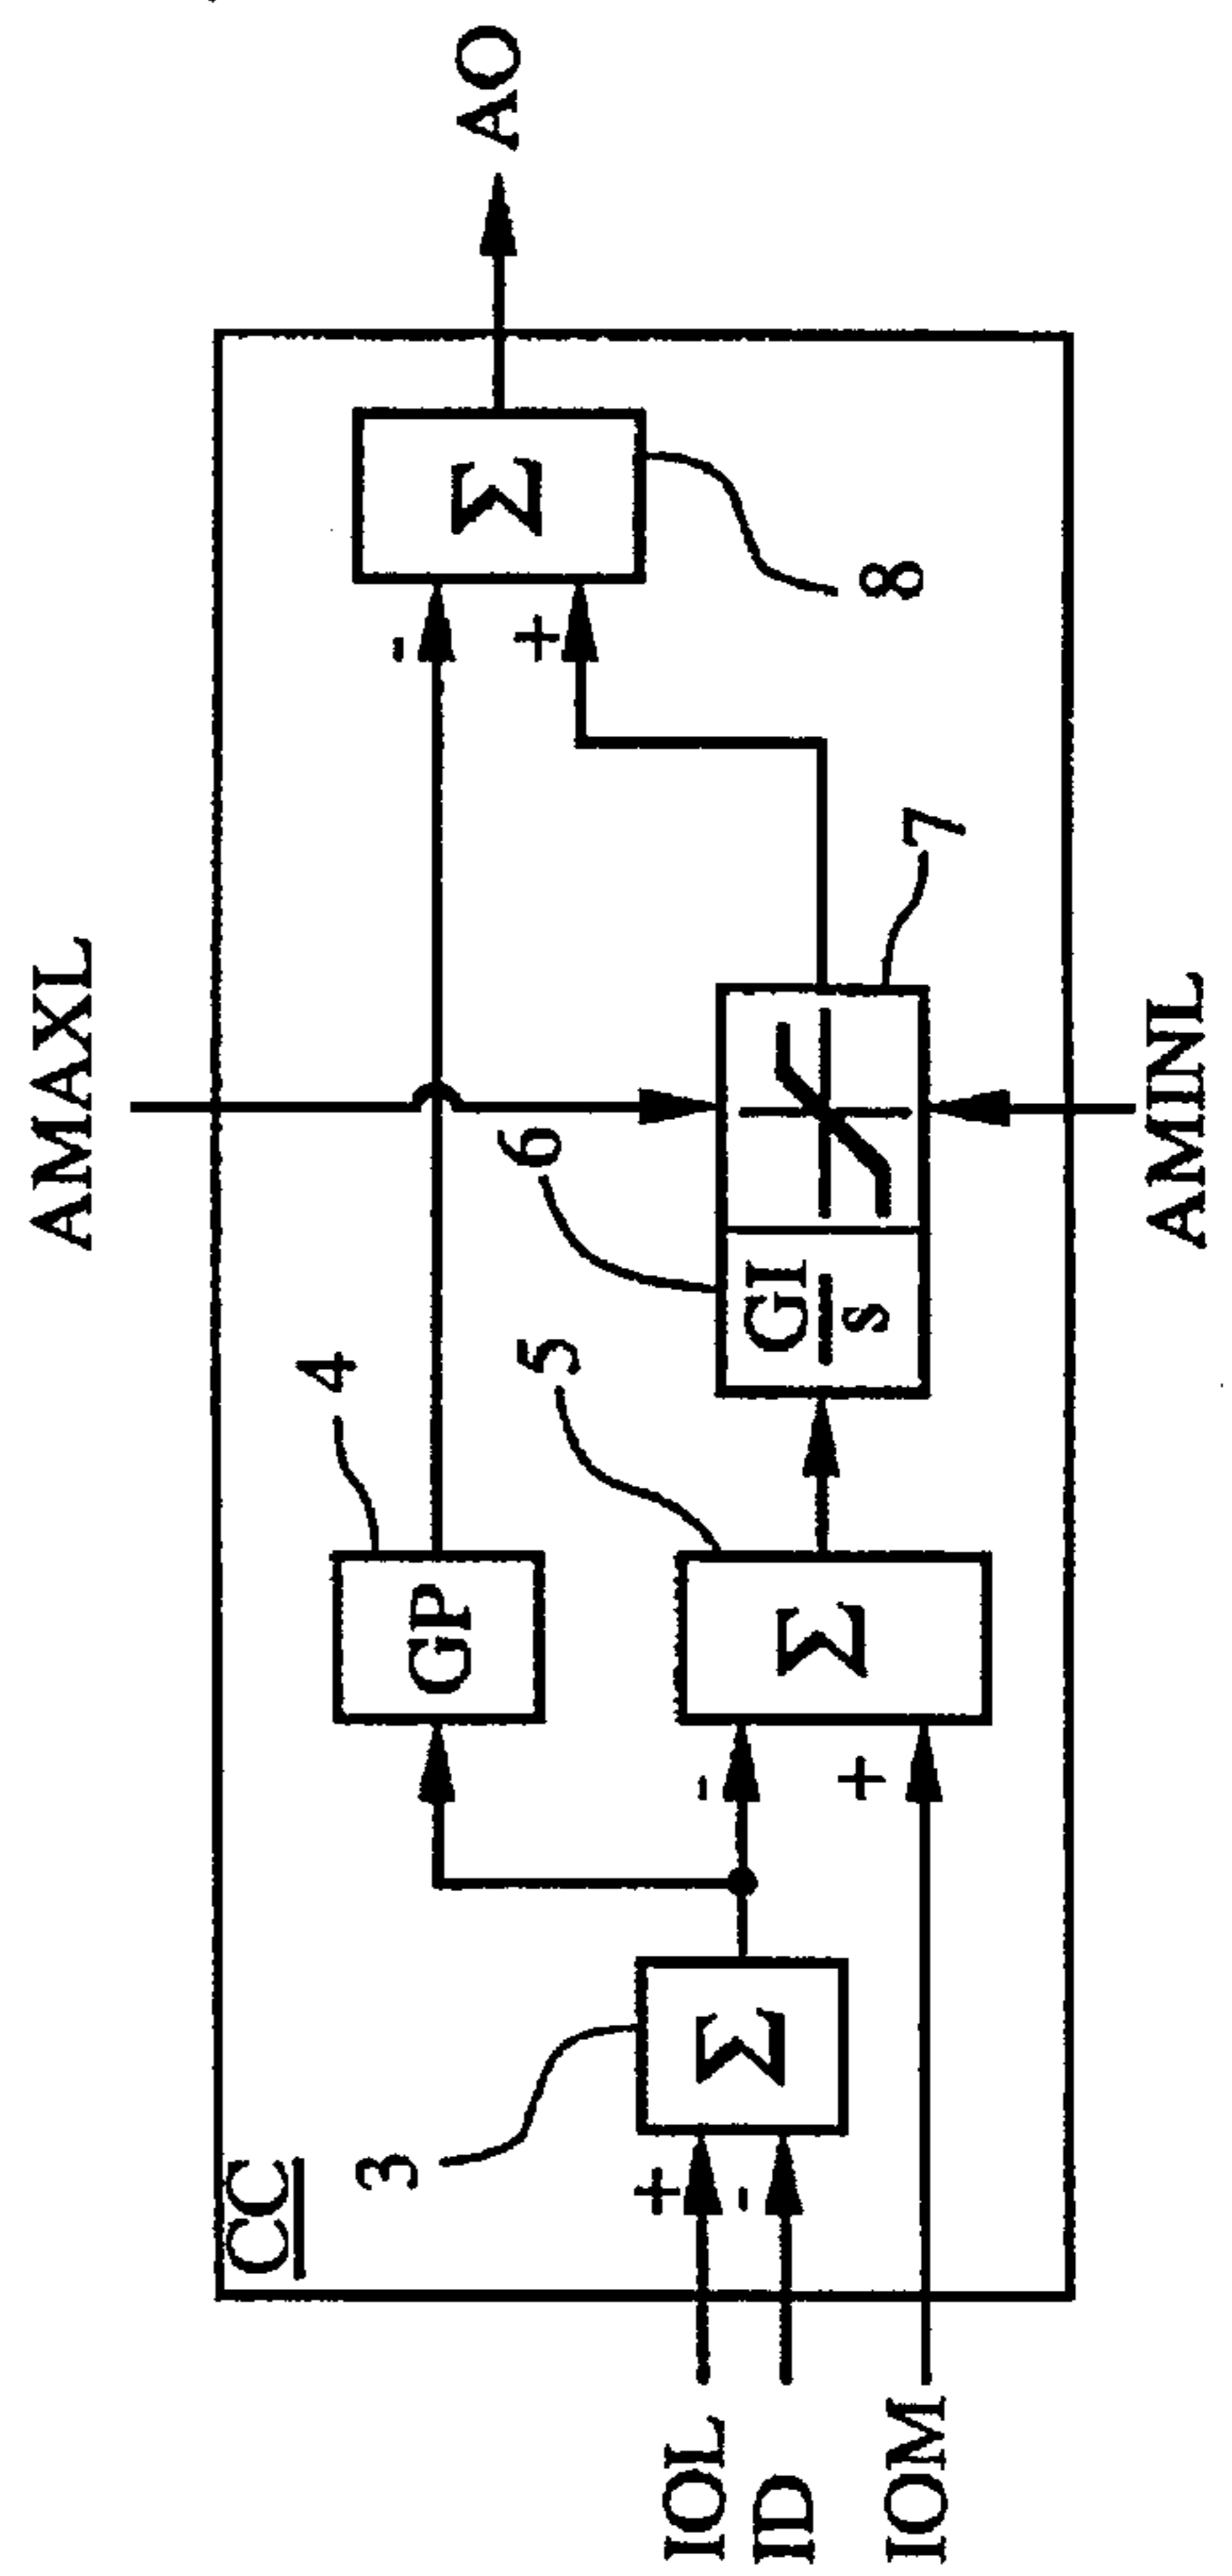 CC
AMAXL
AMINL
IOL
ID
IOM
AO
3
+
-
Σ
4
GP
5
-
+
Σ
6
GI
s
7
8
-
+
Σ